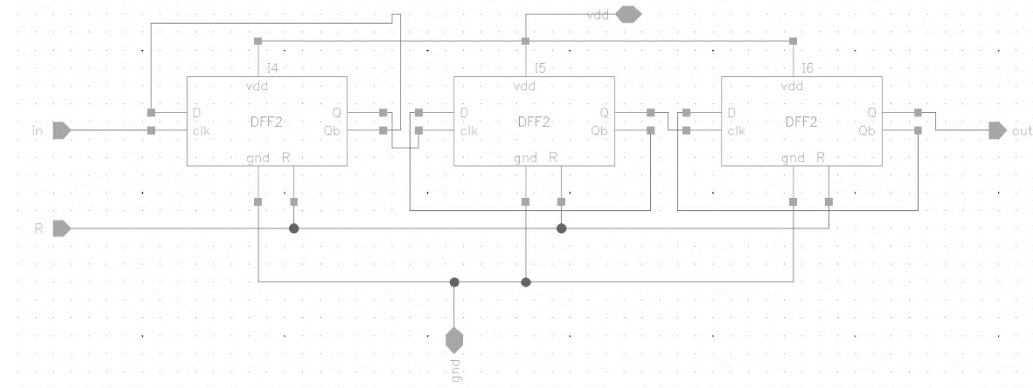 vdd
I4
I5
I6
vdd
vdd
vdd
D
Q
D
Q
D
Q
DFF2
DFF2
DFF2
in
clk
Qb
clk
Qb
clk
Qb
out
gnd R
gnd R
gnd R
R
gnd